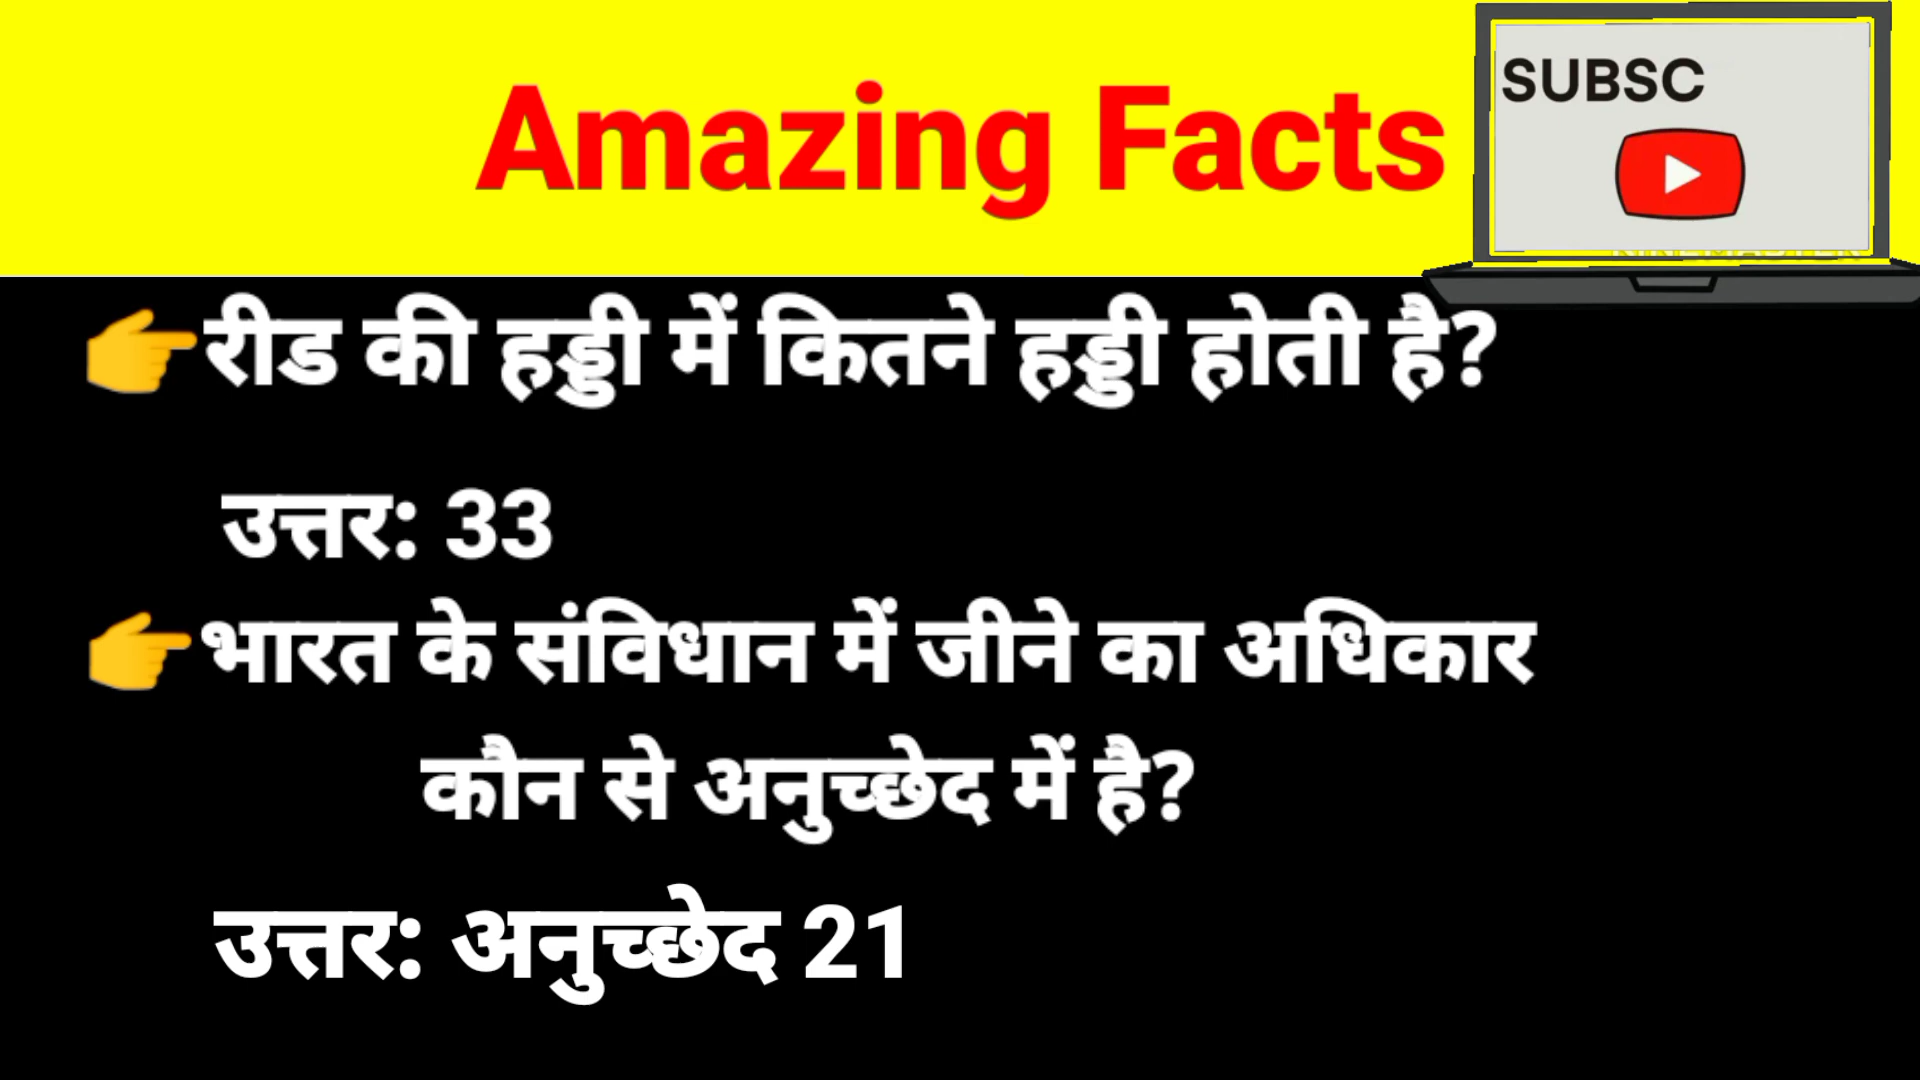 Amazing Facts
SUBSC
👉रीड की हड्डी में कितने हड्डी होती है?
उत्तर: 33
👉भारत के संविधान में जीने का अधिकार
कौन से अनुच्छेद में है?
उत्तर: अनुच्छेद 21